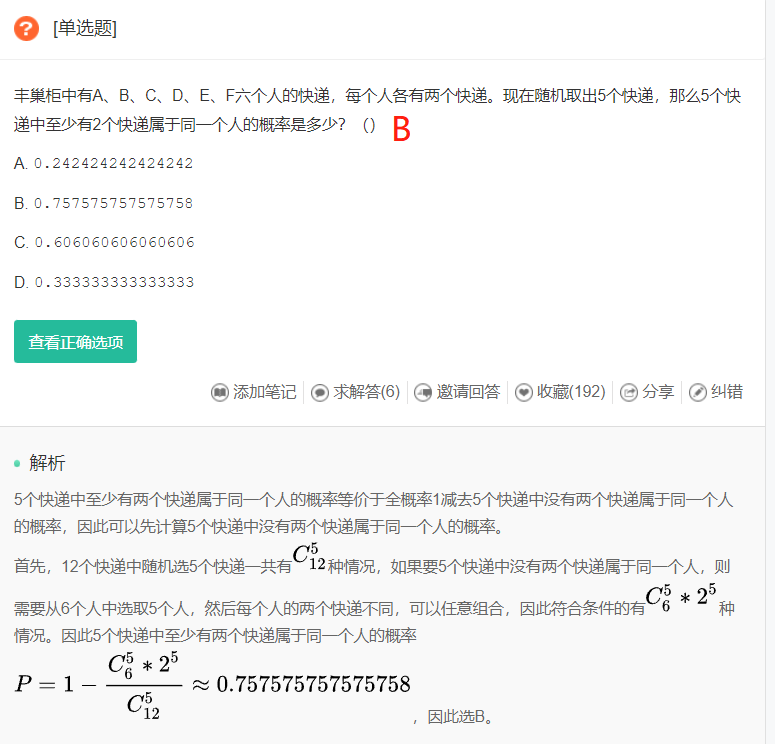 ?
[单选题]
丰巢柜中有A、B、C、D、E、F六个人的快递，每个人各有两个快递。现在随机取出5个快递，那么5个快
递中至少有2个快递属于同一个人的概率是多少？（） B
A. 0.242424242424242
B. 0.757575757575758
C. 0.606060606060606
D. 0.333333333333333
查看正确选项
添加笔记 求解答(6) 邀请回答 收藏(192) 分享 纠错
解析
5个快递中至少有两个快递属于同一个人的概率等价于全概率1减去5个快递中没有两个快递属于同一个人
的概率，因此可以先计算5个快递中没有两个快递属于同一个人的概率。
首先，12个快递中随机选5个快递一共有C_{12}^{5}种情况，如果要5个快递中没有两个快递属于同一个人，则
需要从6个人中选取5个人，然后每个人的两个快递不同，可以任意组合，因此符合条件的有C_{6}^{5} * 2^{5}种
情况。因此5个快递中至少有两个快递属于同一个人的概率
P = 1 − \frac{C_{6}^{5} * 2^{5}}{C_{12}^{5}} ≈ 0.757575757575758，因此选B。